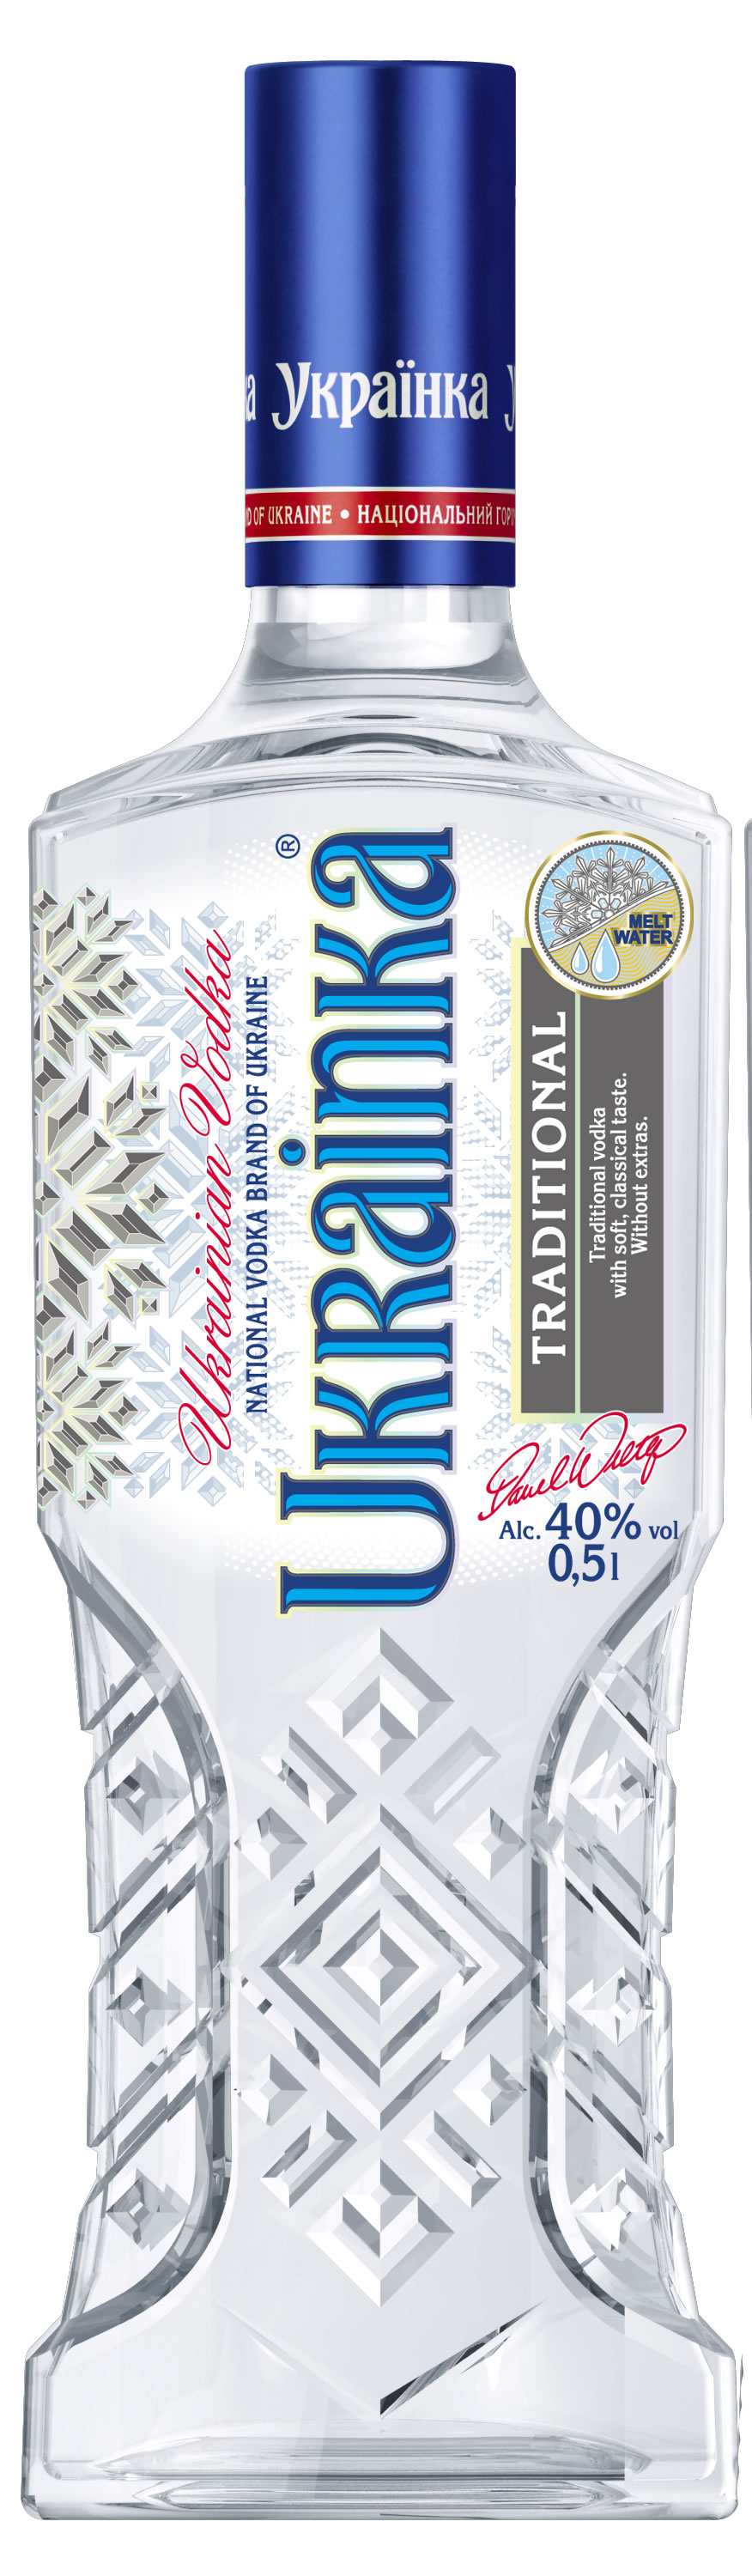 Українка
OF UKRAINE • НАЦІОНАЛЬНИЙ
Ukrainian Vodka
NATIONAL VODKA BRAND OF UKRAINE
Ukrainka®
MELT
WATER
TRADITIONAL
Traditional vodka
with soft, classical taste.
Without extras.
Alc. 40% vol
0,5 l